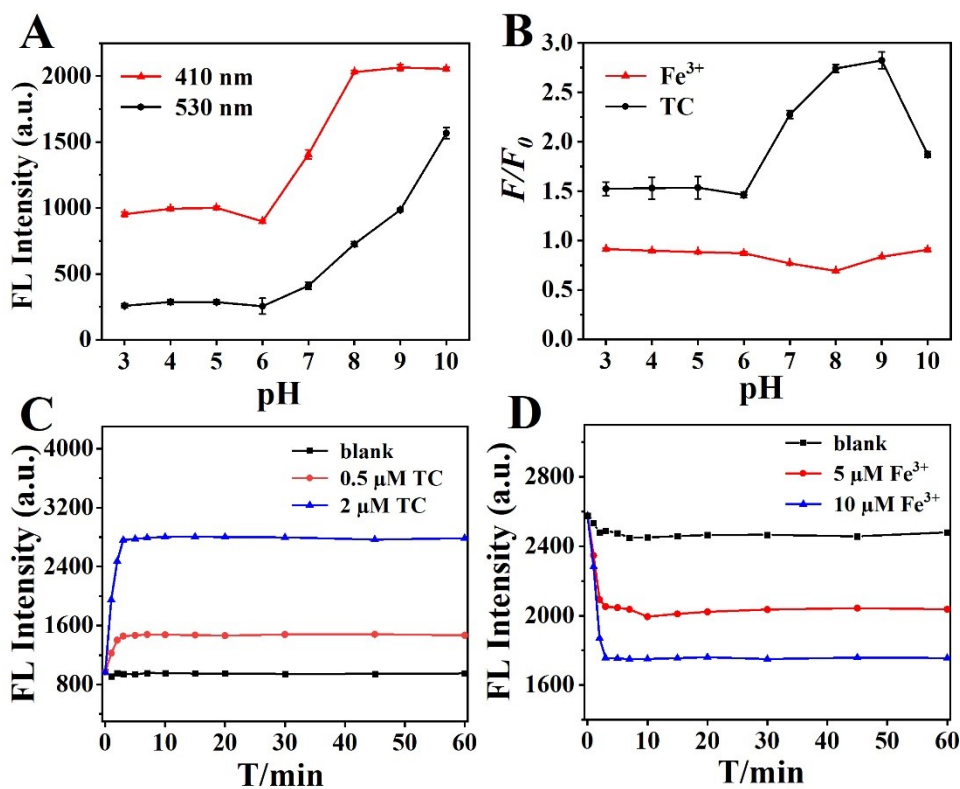 A
FL Intensity (a.u.)
2000
1500
1000
500
0
410 nm
530 nm
3 4 5 6 7 8 9 10
pH
B
F/F₀
3.0
2.5
2.0
1.5
1.0
0.5
0.0
Fe³⁺
TC
3 4 5 6 7 8 9 10
pH
C
FL Intensity (a.u.)
4000
3200
2400
1600
800
blank
0.5 μM TC
2 μM TC
0 10 20 30 40 50 60
T/min
D
FL Intensity (a.u.)
2800
2400
2000
1600
blank
5 μM Fe³⁺
10 μM Fe³⁺
0 10 20 30 40 50 60
T/min